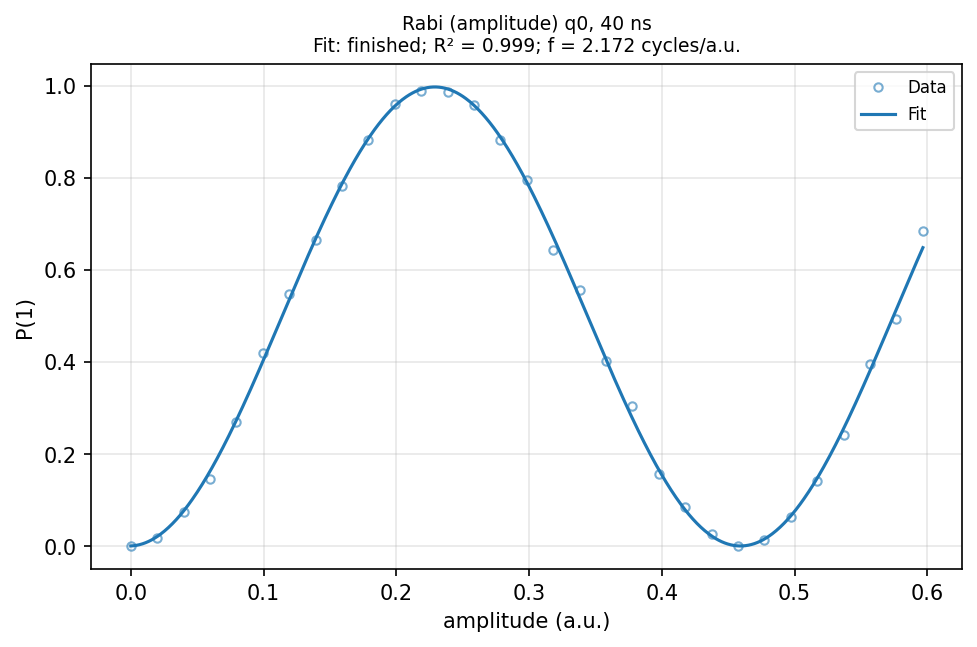 Rabi (amplitude) q0, 40 ns
Fit: finished; R² = 0.999; f = 2.172 cycles/a.u.
Data
Fit
P(1)
1.0
0.8
0.6
0.4
0.2
0.0
0.0 0.1 0.2 0.3 0.4 0.5 0.6
amplitude (a.u.)